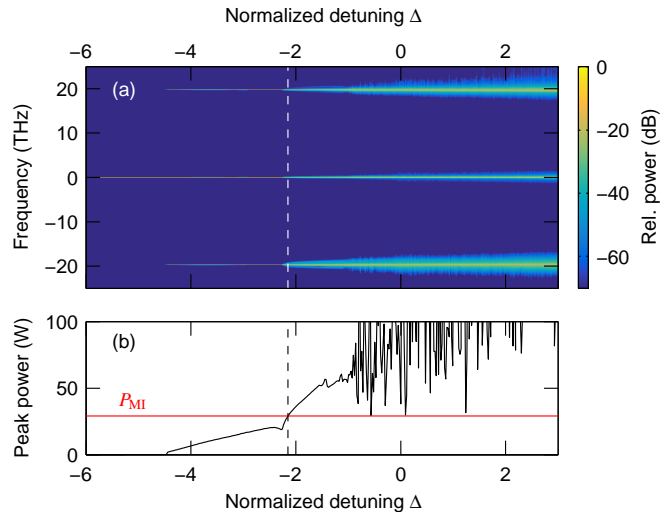 Normalized detuning Δ
−6 −4 −2 0 2
(a)
20
0
−10
−20
Frequency (THz)
0
−20
−40
−60
Rel. power (dB)
(b)
100
50
0
Peak power (W)
P_MI
−6 −4 −2 0 2
Normalized detuning Δ